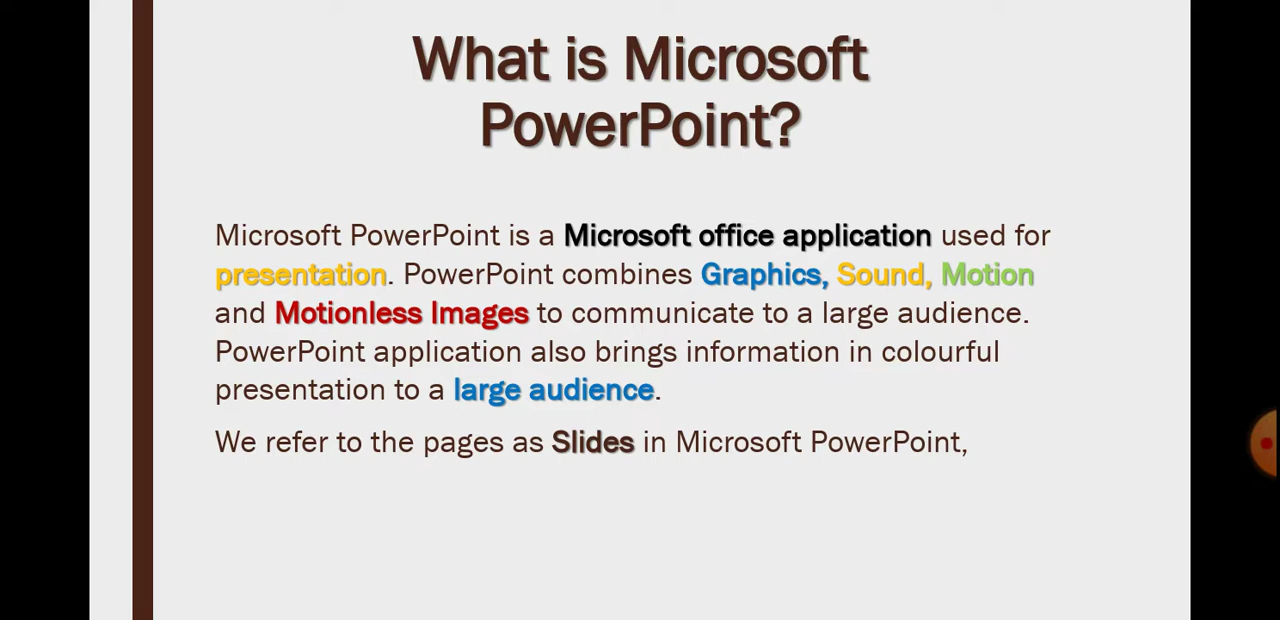 What is Microsoft
PowerPoint?
Microsoft PowerPoint is a Microsoft office application used for
presentation. PowerPoint combines Graphics, Sound, Motion
and Motionless Images to communicate to a large audience.
PowerPoint application also brings information in colourful
presentation to a large audience.
We refer to the pages as Slides in Microsoft PowerPoint,